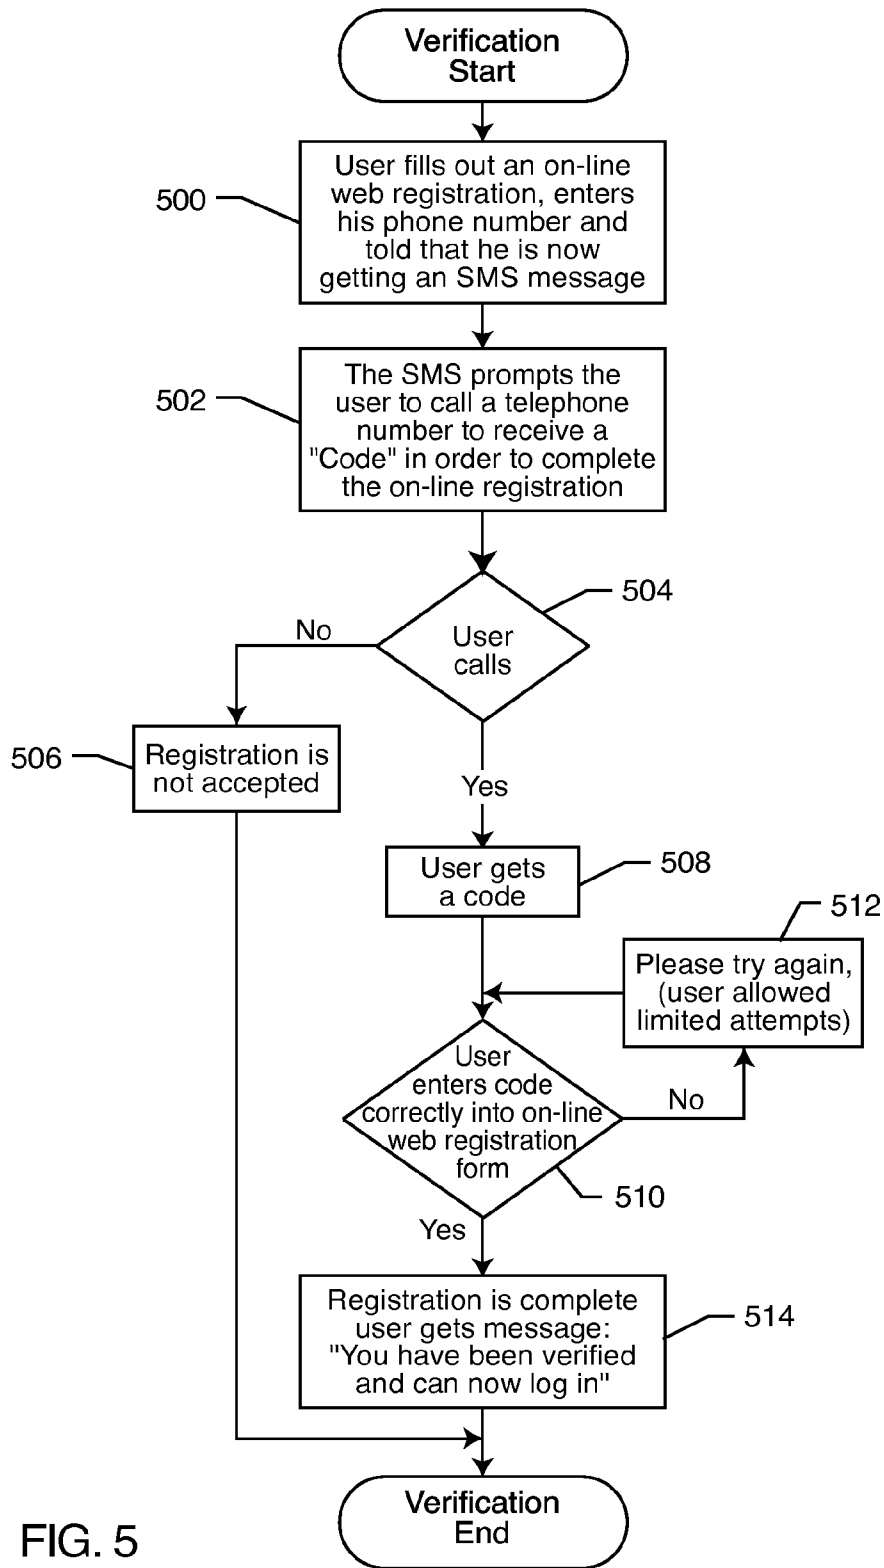 Verification
Start
500
User fills out an on-line
web registration, enters
his phone number and
told that he is now
getting an SMS message
502
The SMS prompts the
user to call a telephone
number to receive a
"Code" in order to complete
the on-line registration
504
User
calls
No
506
Registration is
not accepted
Yes
508
User gets
a code
512
Please try again,
(user allowed
limited attempts)
User
enters code
correctly into on-line
web registration
form
No
510
Yes
Registration is complete
user gets message:
"You have been verified
and can now log in"
514
Verification
End
FIG. 5